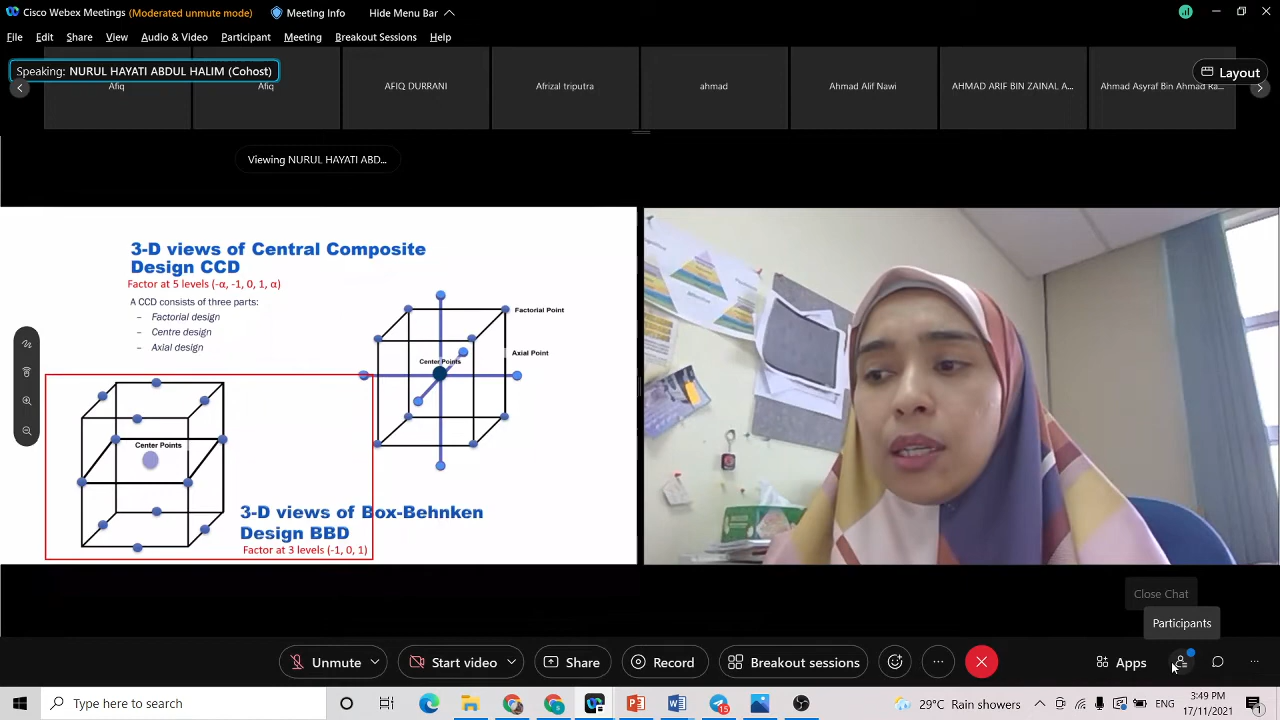 Cisco Webex Meetings (Moderated unmute mode) Meeting Info Hide Menu Bar
File Edit Share View Audio & Video Participant Meeting Breakout Sessions Help
Speaking: NURUL HAYATI ABDUL HALIM (Cohost)
Layout
Afiq Afiq AFIQ DURRANI Afrizal triputra ahmad Ahmad Alif Nawi AHMAD ARIF BIN ZAINAL A... Ahmad Asyraf Bin Ahmad Ra...
Viewing NURUL HAYATI ABD...
3-D views of Central Composite
Design CCD
Factor at 5 levels (-α, -1, 0, 1, α)
A CCD consists of three parts:
– Factorial design
– Centre design
– Axial design
Factorial Point
Axial Point
Center Points
Center Points
3-D views of Box-Behnken
Design BBD
Factor at 3 levels (-1, 0, 1)
Close Chat
Participants
Unmute Start video Share Record Breakout sessions Apps
Type here to search
15
29°C Rain showers
ENG
3:49 PM
17/11/2021